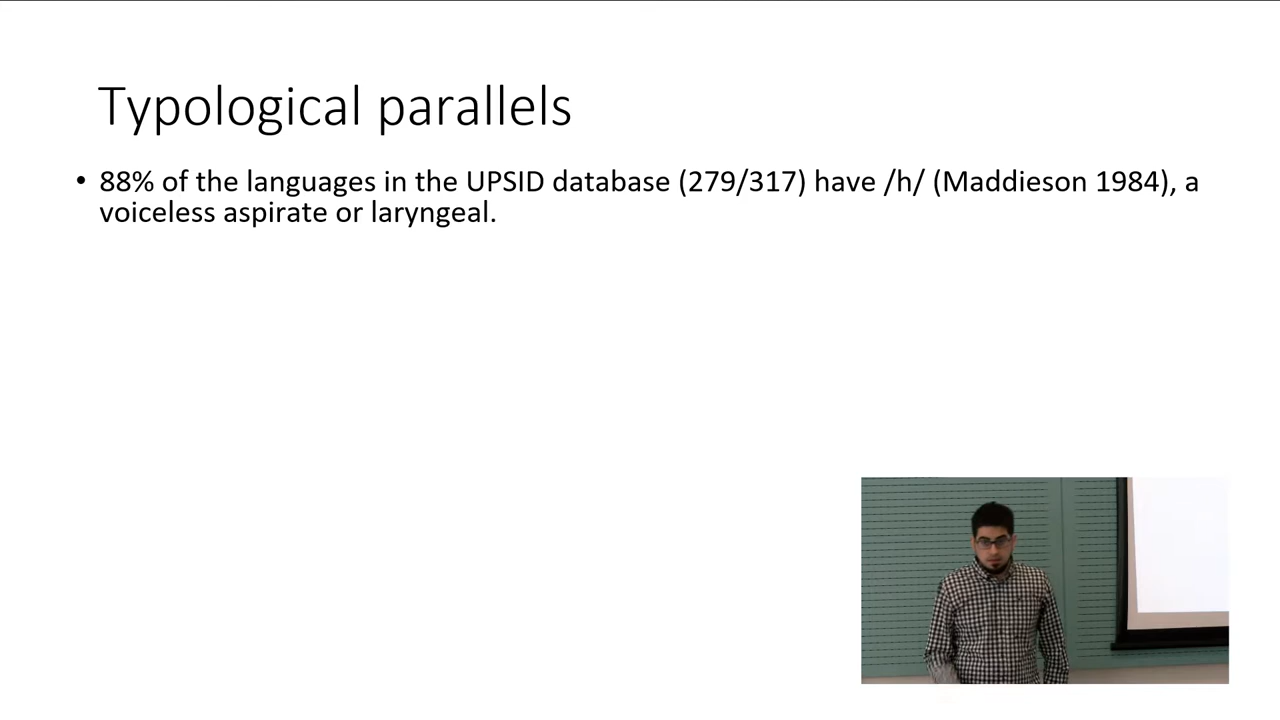 Typological parallels
• 88% of the languages in the UPSID database (279/317) have /h/ (Maddieson 1984), a
voiceless aspirate or laryngeal.